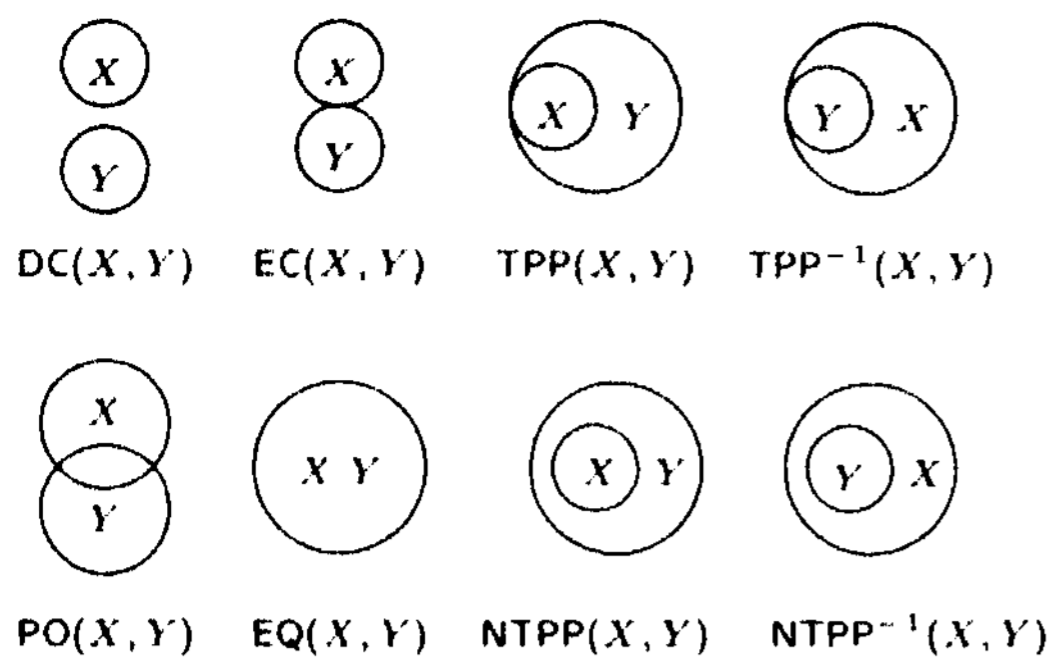 X X X Y Y X
Y Y
DC(X, Y) EC(X, Y) TPP(X, Y) TPP⁻¹(X, Y)
X
X Y X Y Y X
Y
PO(X, Y) EQ(X, Y) NTPP(X, Y) NTPP⁻¹(X, Y)